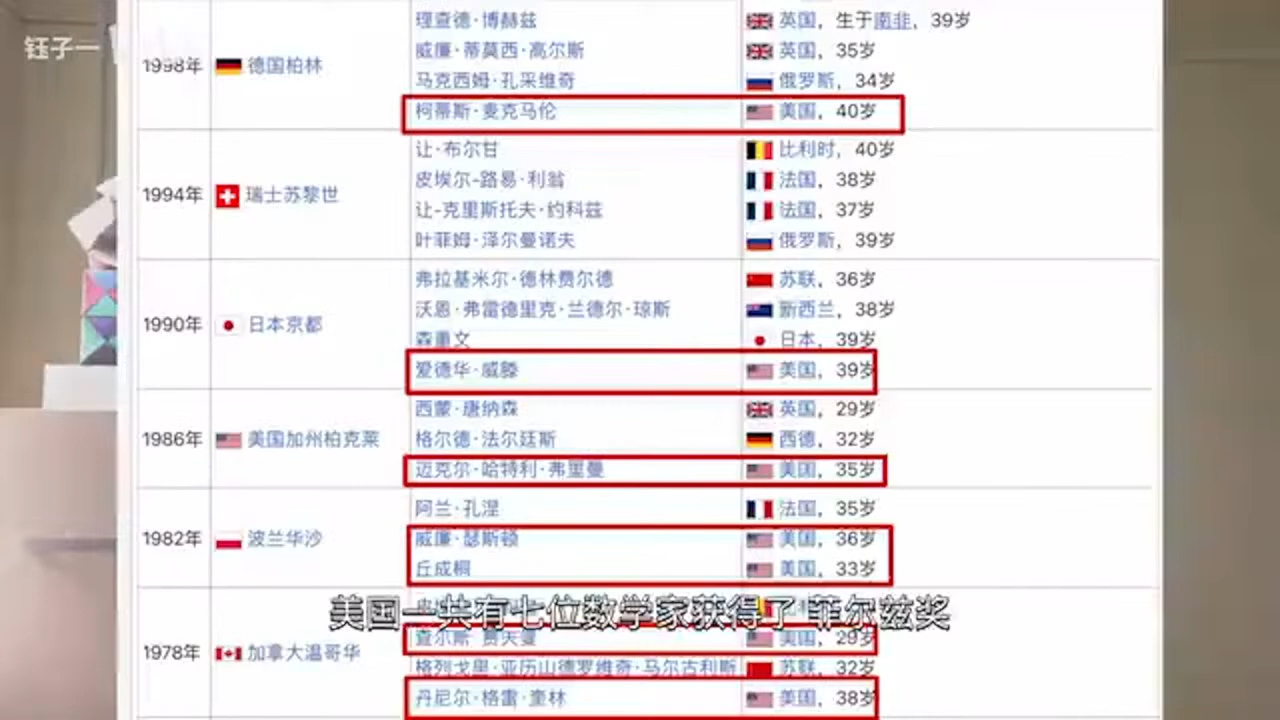 钰子一
理查德·博赫兹 英国，生于南非，39岁
威廉·蒂莫西·高尔斯 英国，35岁
1998年 德国柏林
马克西姆·孔采维奇 俄罗斯，34岁
柯蒂斯·麦克马伦 美国，40岁
让·布尔甘 比利时，40岁
皮埃尔-路易·利翁 法国，38岁
1994年 瑞士苏黎世
让-克里斯托夫·约科兹 法国，37岁
叶菲姆·泽尔曼诺夫 俄罗斯，39岁
弗拉基米尔·德林费尔德 苏联，36岁
沃恩·弗雷德里克·兰德尔·琼斯 新西兰，38岁
1990年 日本京都
森重文 日本，39岁
爱德华·威滕 美国，39岁
西蒙·唐纳森 英国，29岁
1986年 美国加州柏克莱
格尔德·法尔廷斯 西德，32岁
迈克尔·哈特利·弗里曼 美国，35岁
阿兰·孔涅 法国，35岁
1982年 波兰华沙
威廉·瑟斯顿 美国，36岁
丘成桐 美国，33岁
美国一共有七位数学家获得了 菲尔兹奖
查尔斯·费夫曼 美国，29岁
1978年 加拿大温哥华
格列戈里·亚历山德罗维奇·马尔古利斯 苏联，32岁
丹尼尔·格雷·奎林 美国，38岁